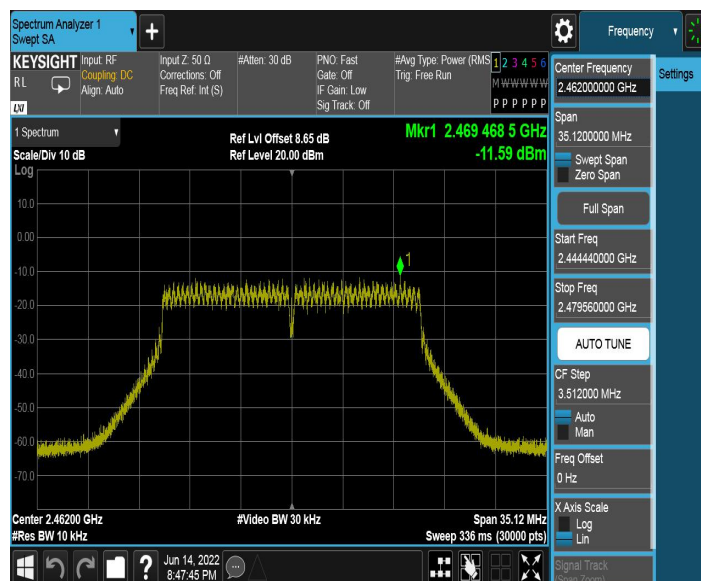 Spectrum Analyzer 1
Swept SA
+
Frequency
KEYSIGHT
RL
LXI
Input: RF
Coupling: DC
Align: Auto
Input Z: 50 Ω
Corrections: Off
Freq Ref: Int (S)
#Atten: 30 dB
PNO: Fast
Gate: Off
IF Gain: Low
Sig Track: Off
#Avg Type: Power (RMS
Trig: Free Run
1 2 3 4 5 6
M W W W W W
P P P P P P
Center Frequency
2.462000000 GHz
Settings
Span
35.1200000 MHz
Swept Span
Zero Span
Full Span
Start Freq
2.444440000 GHz
Stop Freq
2.479560000 GHz
AUTO TUNE
CF Step
3.512000 MHz
Auto
Man
Freq Offset
0 Hz
X Axis Scale
Log
Lin
Signal Track
(Span Zoom)
1 Spectrum
Scale/Div 10 dB
Log
Ref Lvl Offset 8.65 dB
Ref Level 20.00 dBm
Mkr1 2.469 468 5 GHz
-11.59 dBm
10.0
0.00
-10.0
-20.0
-30.0
-40.0
-50.0
-60.0
-70.0
1
Center 2.46200 GHz
#Res BW 10 kHz
#Video BW 30 kHz
Span 35.12 MHz
Sweep 336 ms (30000 pts)
?
Jun 14, 2022
8:47:45 PM